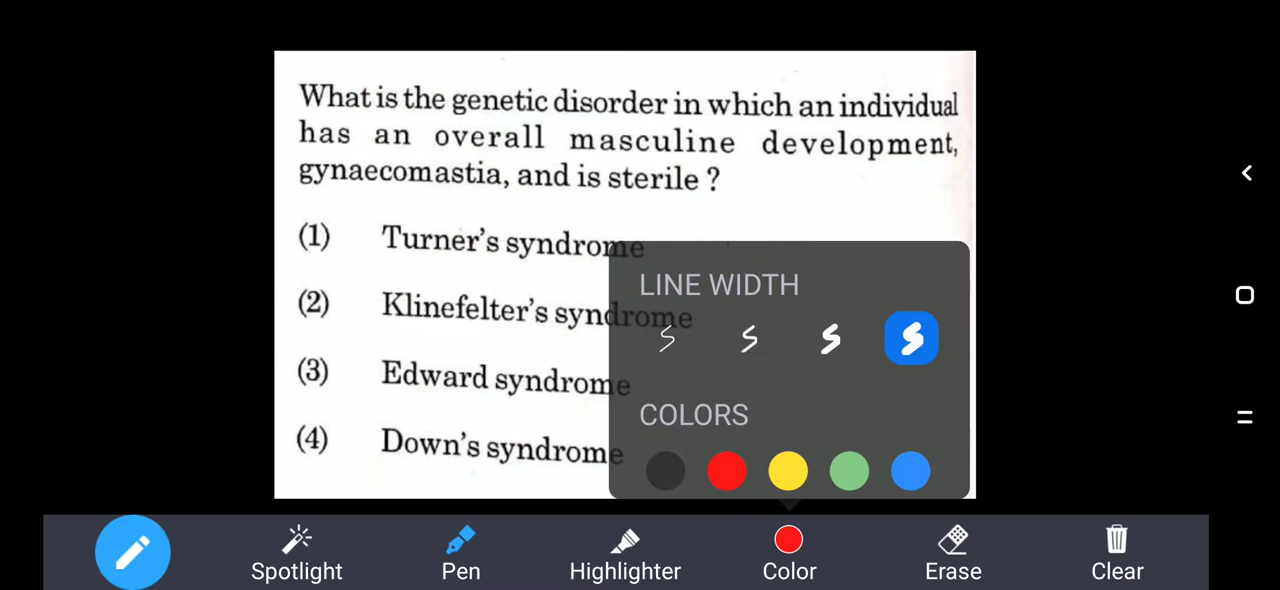 What is the genetic disorder in which an individual
has an overall masculine development,
gynaecomastia, and is sterile ?
(1) Turner's syndrome
(2) Klinefelter's syndrome
LINE WIDTH
(3) Edward syndrome
COLORS
(4) Down's syndrome
Spotlight Pen Highlighter Color Erase Clear